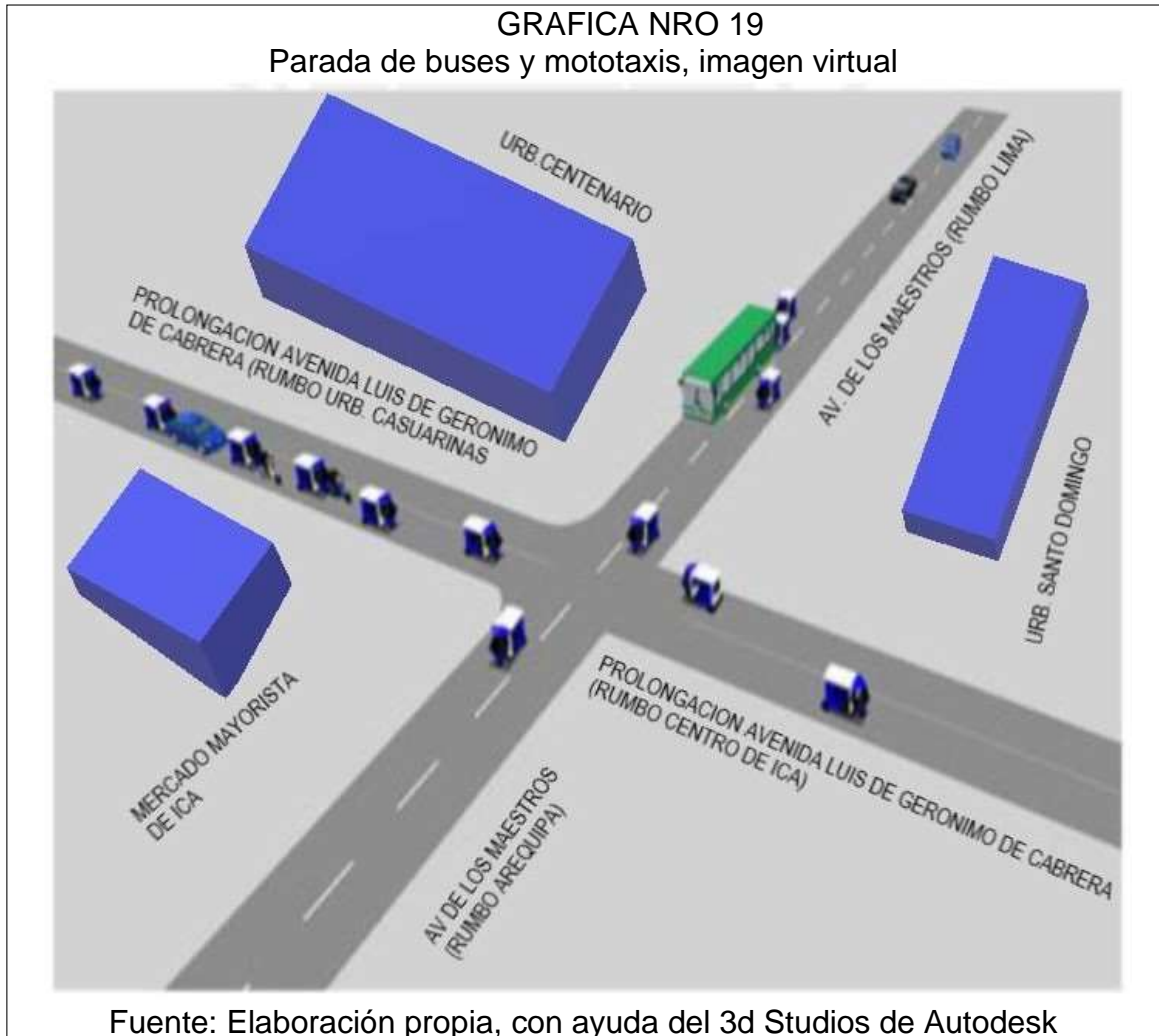 GRAFICA NRO 19
Parada de buses y mototaxis, imagen virtual
URB.CENTENARIO
AV. DE LOS MAESTROS (RUMBO LIMA)
PROLONGACION AVENIDA LUIS DE GERONIMO
DE CABRERA (RUMBO URB. CASUARINAS
URB. SANTO DOMINGO
MERCADO MAYORISTA
DE ICA
PROLONGACION AVENIDA LUIS DE GERONIMO DE CABRERA
(RUMBO CENTRO DE ICA)
AV DE LOS MAESTROS
(RUMBO AREQUIPA)
Fuente: Elaboración propia, con ayuda del 3d Studios de Autodesk